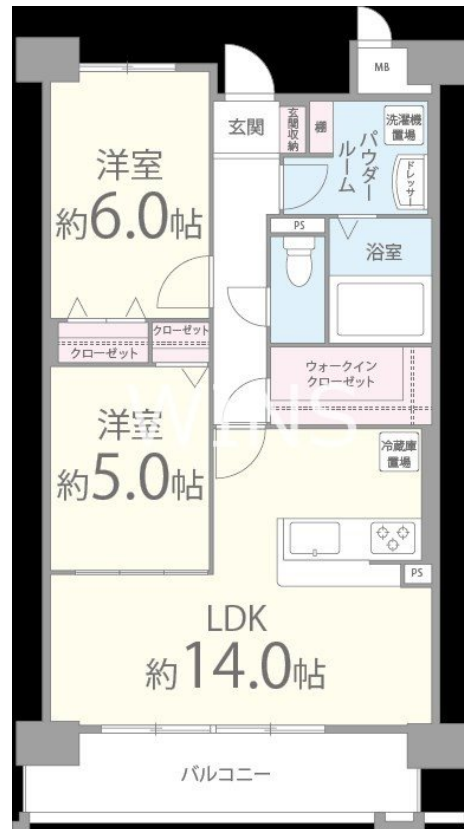 MB
洋室
約6.0帖
玄関
玄関収納
棚
洗濯機
置場
パウダー
ルーム
ドレッサー
PS
浴室
クローゼット
クローゼット
ウォークイン
クローゼット
WINS
洋室
約5.0帖
冷蔵庫
置場
PS
LDK
約14.0帖
バルコニー